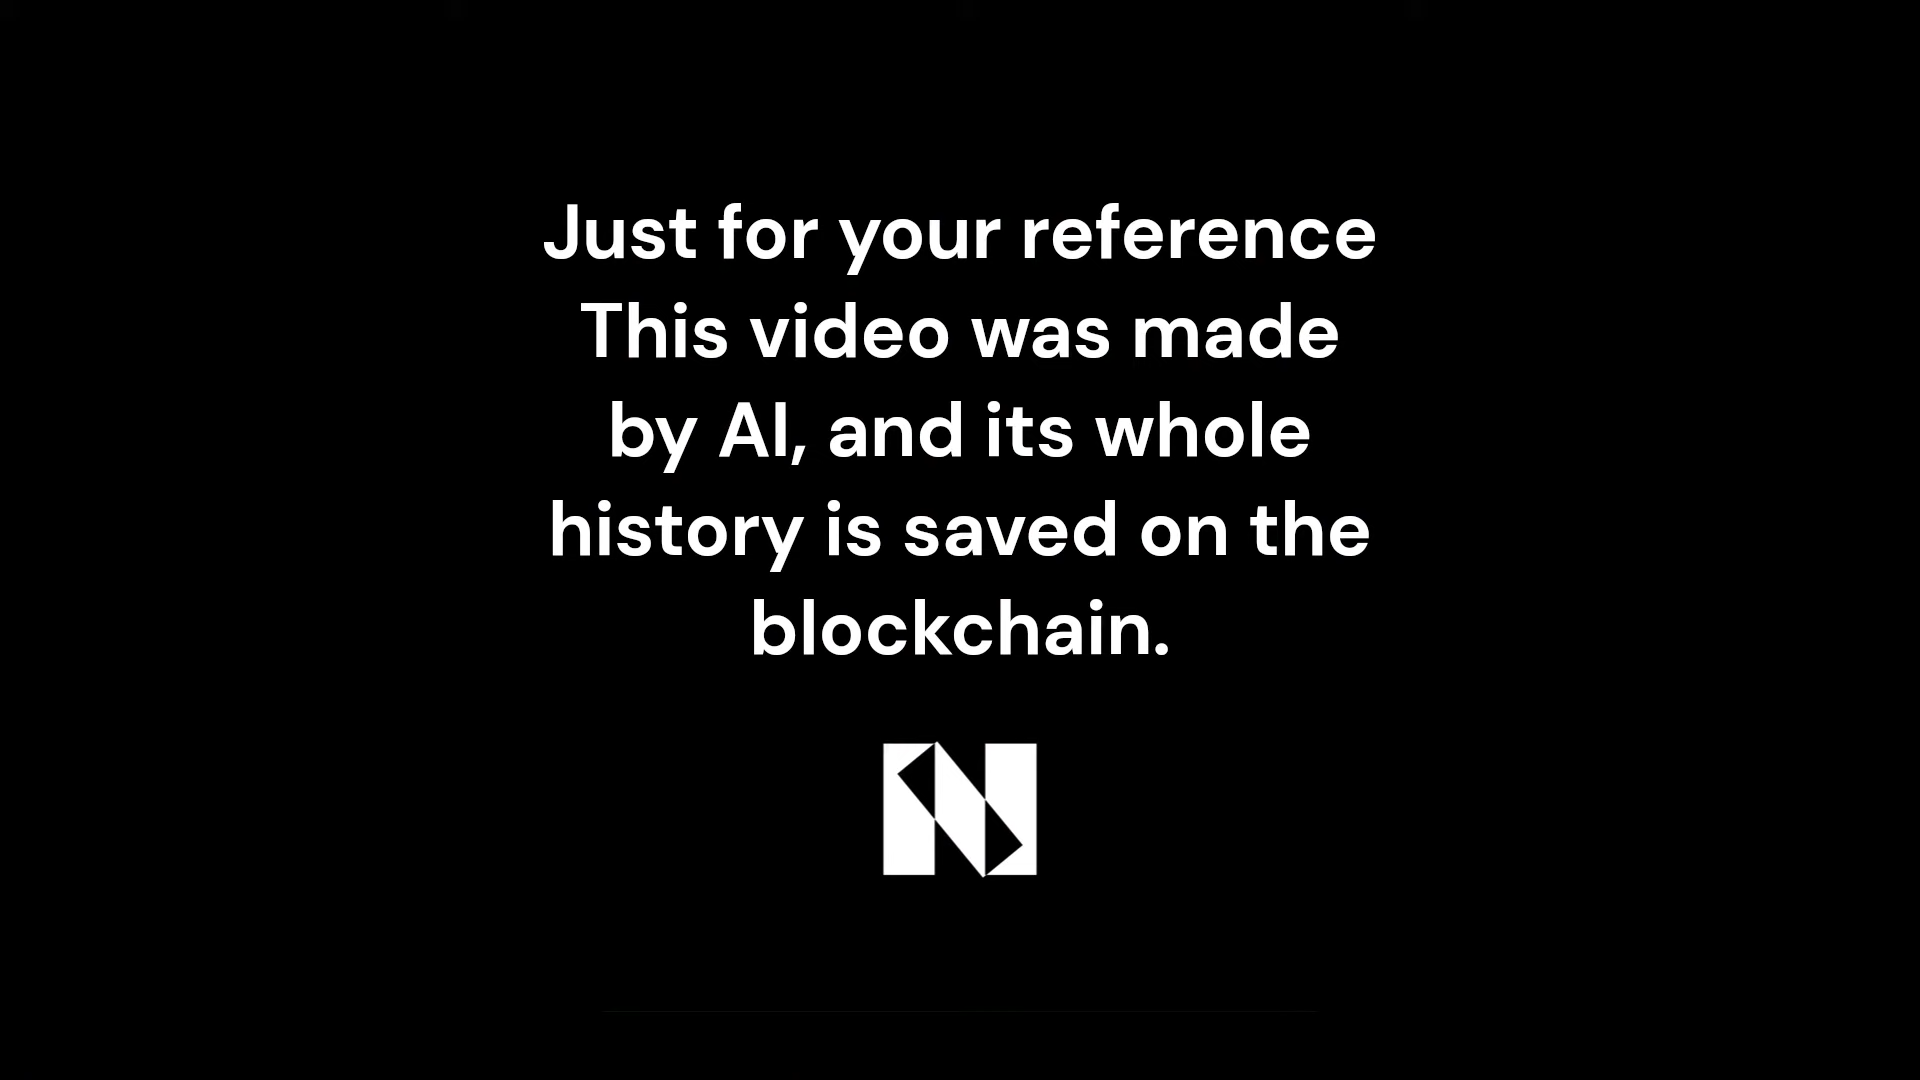 Just for your reference
This video was made
by AI, and its whole
history is saved on the
blockchain.
N